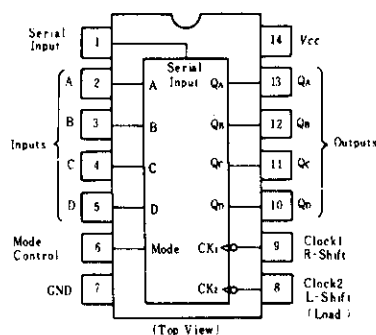 Serial
Input
1
14
Vcc
Serial
Input
A
2
A
QA
13
QA
B
3
B
QB
12
QB
Inputs
Outputs
C
4
C
QC
11
QC
D
5
D
QD
10
QD
Mode
Control
6
Mode
CK1
9
Clock1
R-Shift
GND
7
CK2
8
Clock2
L-Shift
(Load)
(Top View)